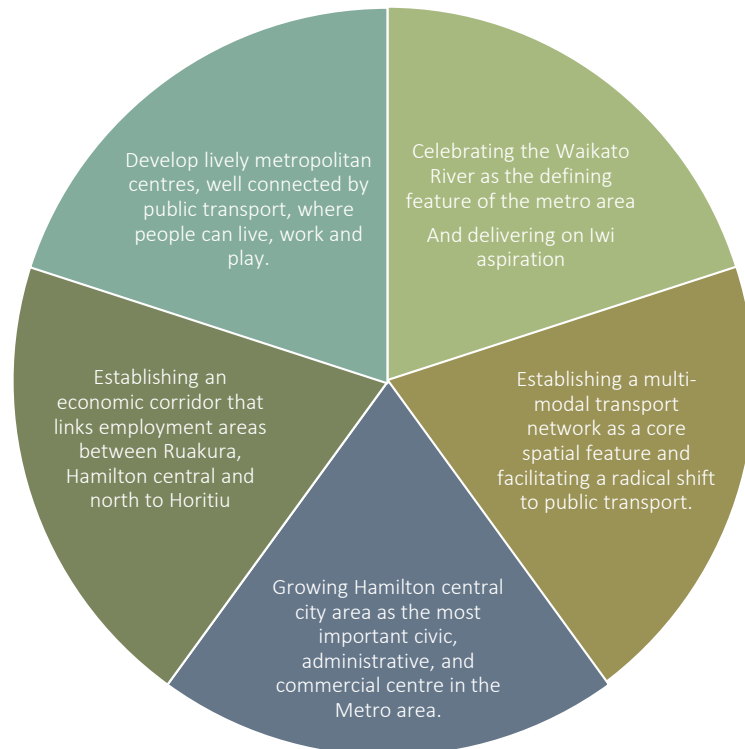 Celebrating the Waikato
River as the defining
feature of the metro area
And delivering on Iwi
aspiration
Establishing a multi-
modal transport
network as a core
spatial feature and
facilitating a radical shift
to public transport.
Growing Hamilton central
city area as the most
important civic,
administrative, and
commercial centre in the
Metro area.
Establishing an
economic corridor that
links employment areas
between Ruakura,
Hamilton central and
north to Horitiu
Develop lively metropolitan
centres, well connected by
public transport, where
people can live, work and
play.